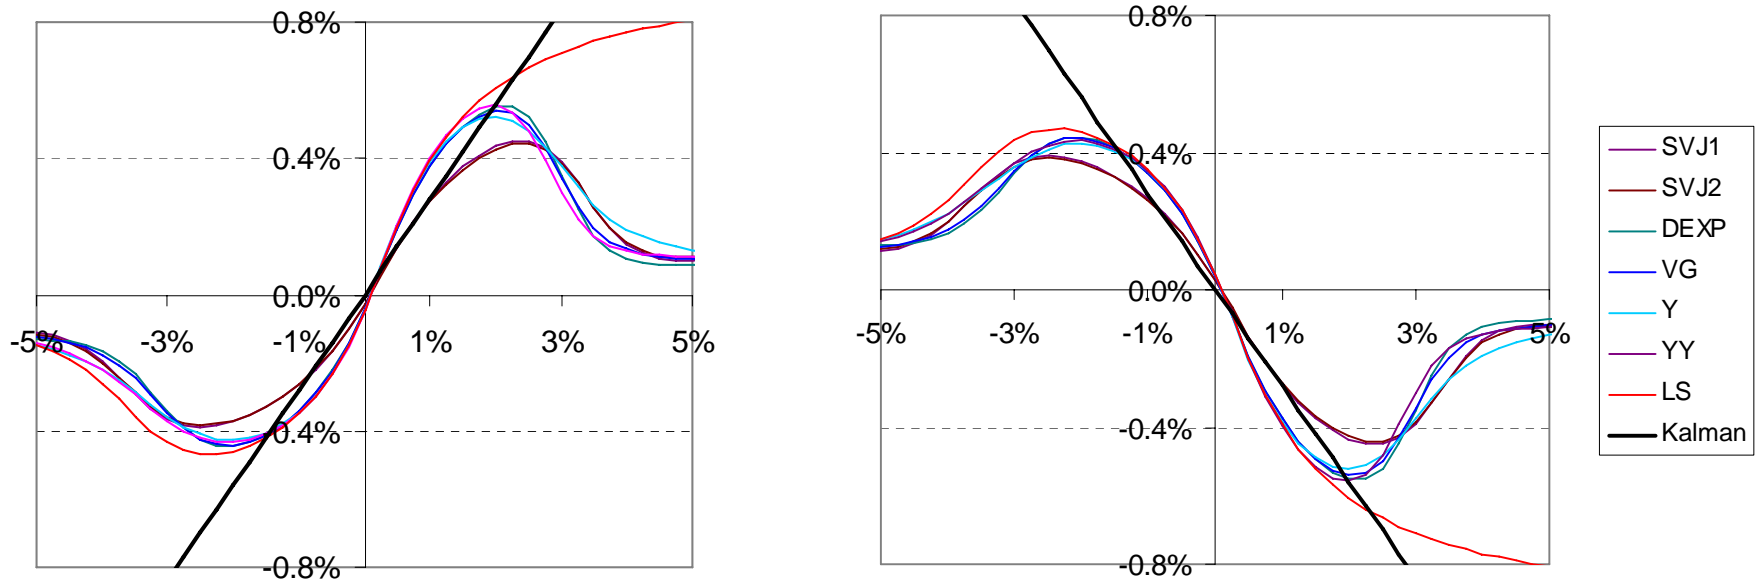 0.8%
0.4%
0.0%
-5% -3% -1% 1% 3% 5%
-0.4%
-0.8%
0.8%
0.4%
0.0%
-5% -3% -1% 1% 3% 5%
-0.4%
-0.8%
SVJ1
SVJ2
DEXP
VG
Y
YY
LS
Kalman